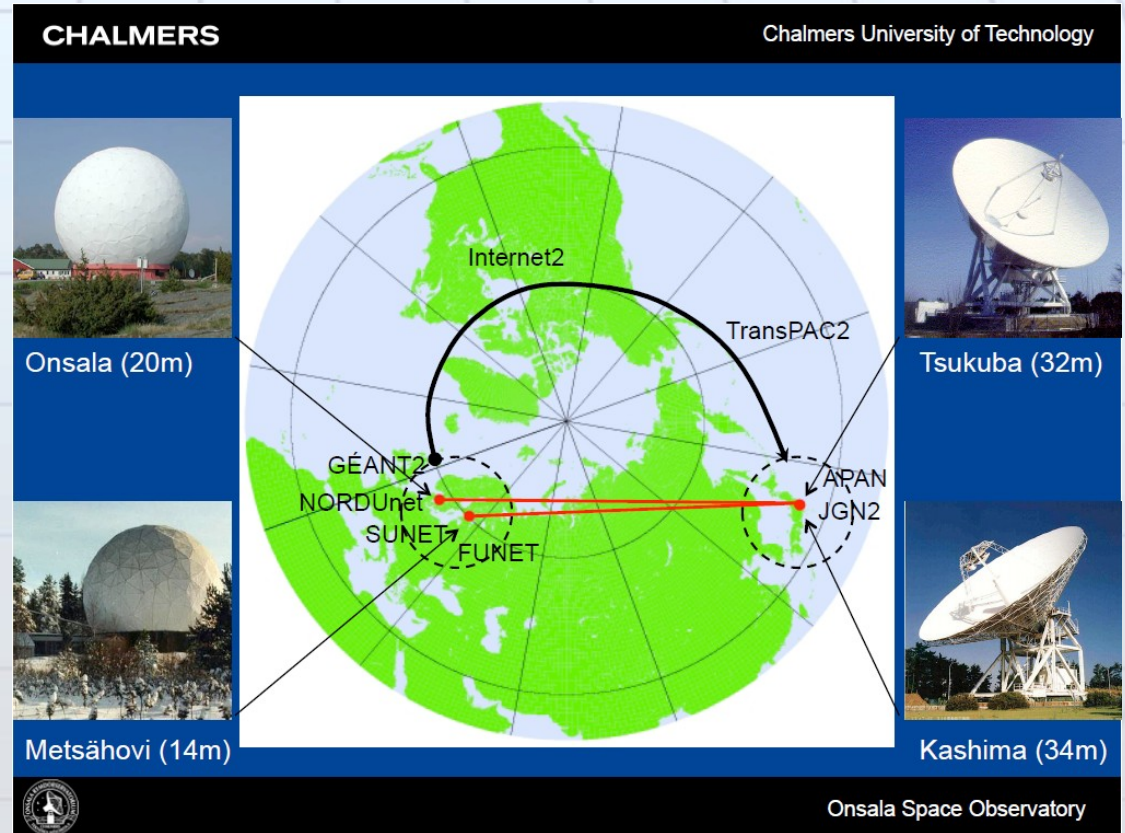 CHALMERS
Chalmers University of Technology
Onsala (20m)
Metsähovi (14m)
Internet2
TransPAC2
GÉANT2
NORDUnet
SUNET
FUNET
APAN
JGN2
Tsukuba (32m)
Kashima (34m)
Onsala Space Observatory